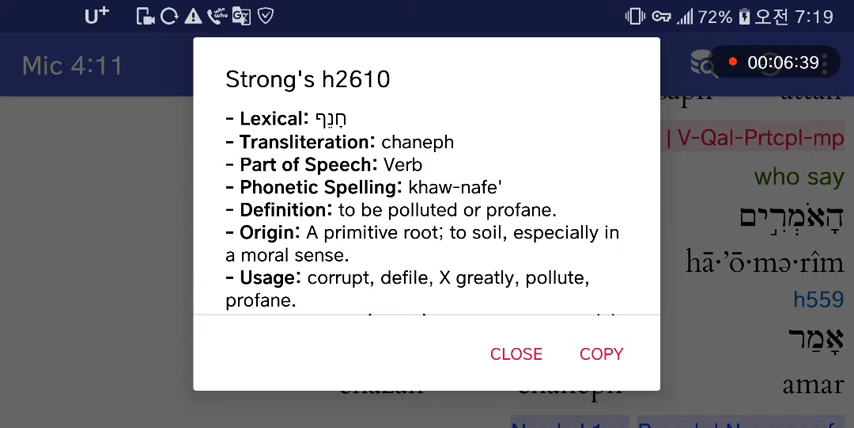 U+ 72% 오전 7:19
Mic 4:11
00:06:39
Strong's h2610
- Lexical: חָנֵף
- Transliteration: chaneph
- Part of Speech: Verb
- Phonetic Spelling: khaw-nafe'
- Definition: to be polluted or profane.
- Origin: A primitive root; to soil, especially in
a moral sense.
- Usage: corrupt, defile, X greatly, pollute,
profane.
CLOSE COPY
| V-Qal-Prtcpl-mp
who say
הָאֹמְרִ֣ים
hā·’ō·mə·rîm
h559
אָמַר
amar